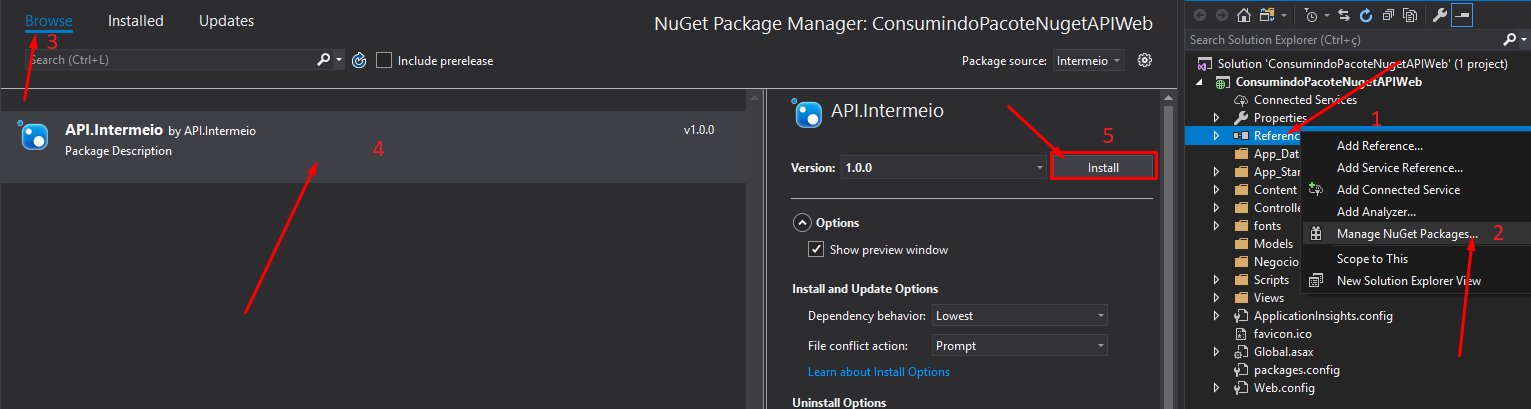 Browse
Installed
Updates
NuGet Package Manager: ConsumindoPacoteNugetAPIWeb
3
Search (Ctrl+L)
Include prerelease
Package source: Intermeio
API.Intermeio by API.Intermeio
v1.0.0
Package Description
4
API.Intermeio
5
Version: 1.0.0
Install
Options
Show preview window
Install and Update Options
Dependency behavior: Lowest
File conflict action: Prompt
Learn about Install Options
Uninstall Options
Search Solution Explorer (Ctrl+ç)
Solution 'ConsumindoPacoteNugetAPIWeb' (1 project)
ConsumindoPacoteNugetAPIWeb
Connected Services
Properties
1
Referenc
App_Dat
App_Star
Content
Controlle
fonts
Models
Negocio
Scripts
Views
ApplicationInsights.config
favicon.ico
Global.asax
packages.config
Web.config
Add Reference...
Add Service Reference...
Add Connected Service
Add Analyzer...
Manage NuGet Packages...
2
Scope to This
New Solution Explorer View